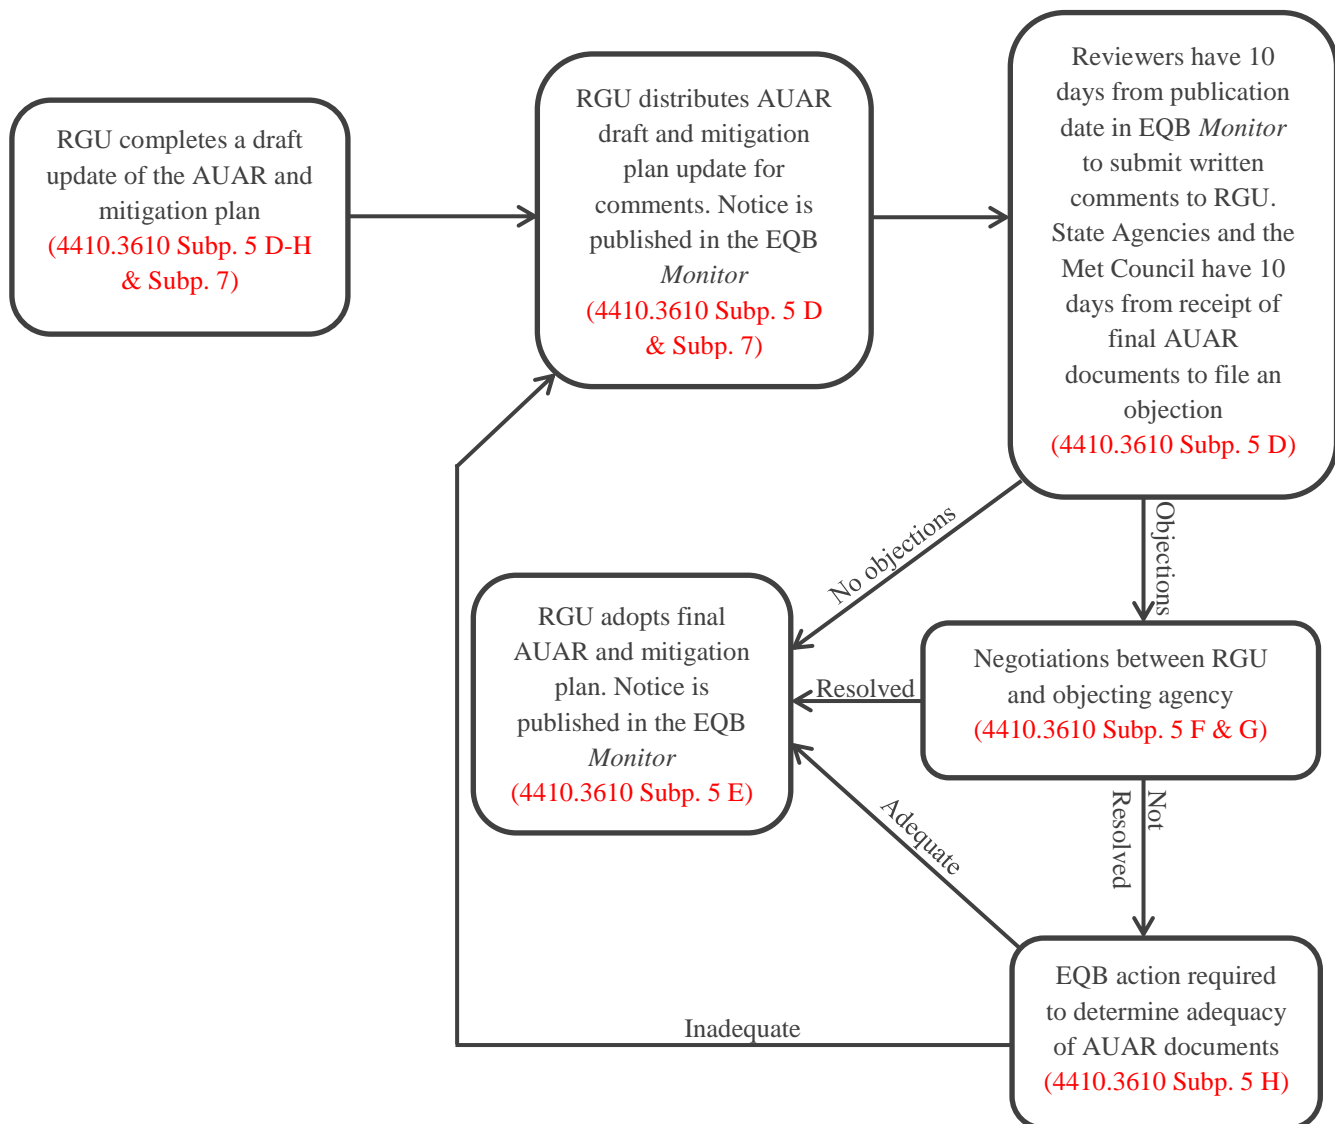 RGU completes a draft
update of the AUAR and
mitigation plan
(4410.3610 Subp. 5 D-H
& Subp. 7)
RGU distributes AUAR
draft and mitigation
plan update for
comments. Notice is
published in the EQB
Monitor
(4410.3610 Subp. 5 D
& Subp. 7)
Reviewers have 10
days from publication
date in EQB Monitor
to submit written
comments to RGU.
State Agencies and the
Met Council have 10
days from receipt of
final AUAR
documents to file an
objection
(4410.3610 Subp. 5 D)
No objections
Objections
RGU adopts final
AUAR and mitigation
plan. Notice is
published in the EQB
Monitor
(4410.3610 Subp. 5 E)
Resolved
Negotiations between RGU
and objecting agency
(4410.3610 Subp. 5 F & G)
Adequate
Not
Resolved
Inadequate
EQB action required
to determine adequacy
of AUAR documents
(4410.3610 Subp. 5 H)